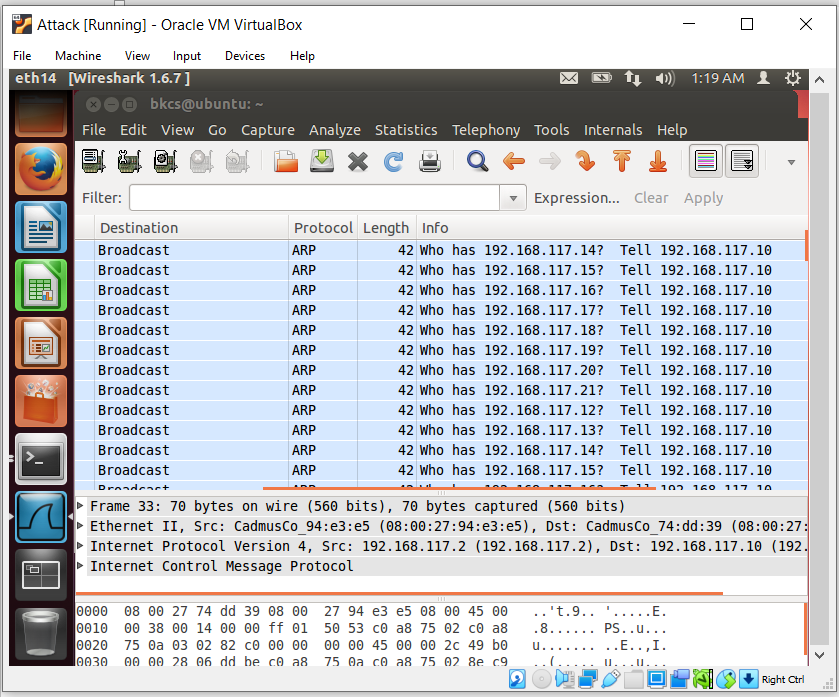 Attack [Running] - Oracle VM VirtualBox
File Machine View Input Devices Help
eth14 [Wireshark 1.6.7 ] 1:19 AM
bkcs@ubuntu: ~
File Edit View Go Capture Analyze Statistics Telephony Tools Internals Help
Filter: Expression... Clear Apply
Destination Protocol Length Info
Broadcast ARP 42 Who has 192.168.117.14? Tell 192.168.117.10
Broadcast ARP 42 Who has 192.168.117.15? Tell 192.168.117.10
Broadcast ARP 42 Who has 192.168.117.16? Tell 192.168.117.10
Broadcast ARP 42 Who has 192.168.117.17? Tell 192.168.117.10
Broadcast ARP 42 Who has 192.168.117.18? Tell 192.168.117.10
Broadcast ARP 42 Who has 192.168.117.19? Tell 192.168.117.10
Broadcast ARP 42 Who has 192.168.117.20? Tell 192.168.117.10
Broadcast ARP 42 Who has 192.168.117.21? Tell 192.168.117.10
Broadcast ARP 42 Who has 192.168.117.12? Tell 192.168.117.10
Broadcast ARP 42 Who has 192.168.117.13? Tell 192.168.117.10
Broadcast ARP 42 Who has 192.168.117.14? Tell 192.168.117.10
Broadcast ARP 42 Who has 192.168.117.15? Tell 192.168.117.10
Frame 33: 70 bytes on wire (560 bits), 70 bytes captured (560 bits)
Ethernet II, Src: CadmusCo_94:e3:e5 (08:00:27:94:e3:e5), Dst: CadmusCo_74:dd:39 (08:00:27:
Internet Protocol Version 4, Src: 192.168.117.2 (192.168.117.2), Dst: 192.168.117.10 (192.
Internet Control Message Protocol
0000 08 00 27 74 dd 39 08 00 27 94 e3 e5 08 00 45 00 ..'t.9.. '.....E.
0010 00 38 00 14 00 00 ff 01 50 53 c0 a8 75 02 c0 a8 .8...... PS..u...
0020 75 0a 03 02 82 c0 00 00 00 00 45 00 00 2c 49 b0 u....... ..E..,I.
0030 00 00 28 06 dd be c0 a8 75 0a c0 a8 75 02 8e c9 ..(..... u...u...
Right Ctrl